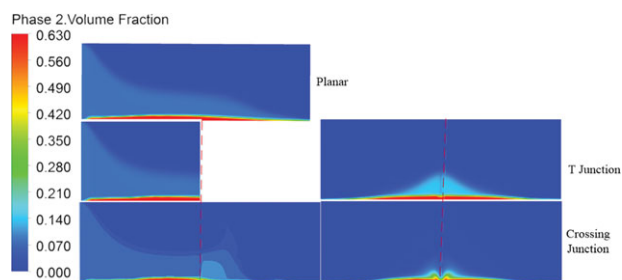 Phase 2.Volume Fraction
0.630
0.560
0.490
0.420
0.350
0.280
0.210
0.140
0.070
0.000
Planar
T Junction
Crossing
Junction